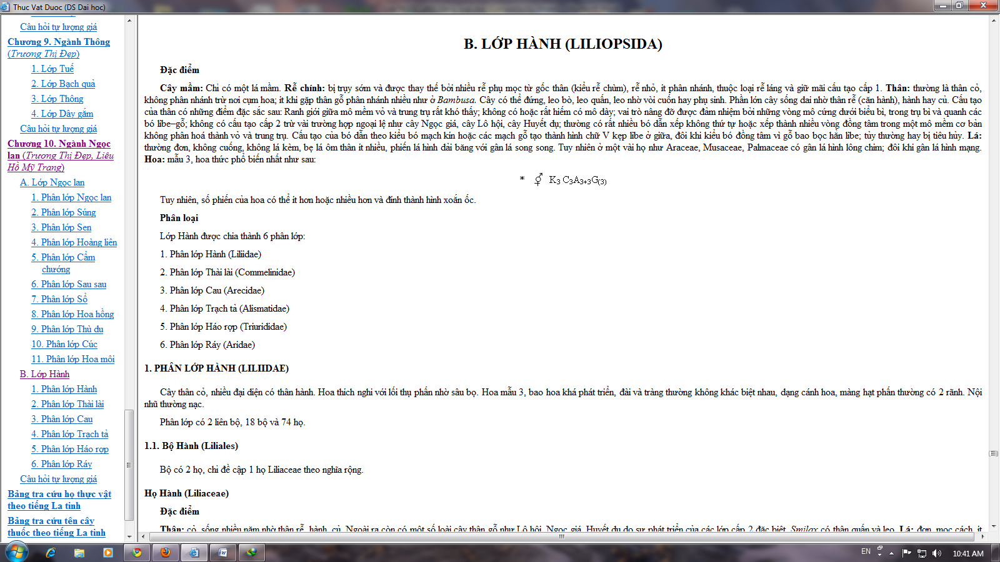 Thuc Vat Duoc (DS Dai hoc)
Câu hỏi tự lượng giá
Chương 9. Ngành Thông
(Trương Thị Đẹp)
1. Lớp Tuế
2. Lớp Bạch quả
3. Lớp Thông
4. Lớp Dây gắm
Câu hỏi tự lượng giá
Chương 10. Ngành Ngọc
lan (Trương Thị Đẹp, Liêu
Hồ Mỹ Trang)
A. Lớp Ngọc lan
1. Phân lớp Ngọc lan
2. Phân lớp Súng
3. Phân lớp Sen
4. Phân lớp Hoàng liên
5. Phân lớp Cẩm
chướng
6. Phân lớp Sau sau
7. Phân lớp Sổ
8. Phân lớp Hoa hồng
9. Phân lớp Thù du
10. Phân lớp Cúc
11. Phân lớp Hoa môi
B. Lớp Hành
1. Phân lớp Hành
2. Phân lớp Thài lài
3. Phân lớp Cau
4. Phân lớp Trạch tả
5. Phân lớp Háo rợp
6. Phân lớp Ráy
Câu hỏi tự lượng giá
Bảng tra cứu họ thực vật
theo tiếng La tinh
Bảng tra cứu tên cây
thuốc theo tiếng La tinh
B. LỚP HÀNH (LILIOPSIDA)
Đặc điểm
Cây mầm: Chỉ có một lá mầm. Rễ chính: bị trụy sớm và được thay thế bởi nhiều rễ phụ mọc từ gốc thân (kiểu rễ chùm), rễ nhỏ, ít phân nhánh, thuộc loại rễ láng và giữ mãi cấu tạo cấp 1. Thân: thường là thân cỏ,
không phân nhánh trừ nơi cụm hoa; ít khi gặp thân gỗ phân nhánh nhiều như ở Bambusa. Cây có thể đứng, leo bò, leo quấn, leo nhờ vòi cuốn hay phụ sinh. Phần lớn cây sống dai nhờ thân rễ (căn hành), hành hay củ. Cấu tạo
của thân có những điểm đặc sắc sau: Ranh giới giữa mô mềm vỏ và trung trụ rất khó thấy; không có hoặc rất hiếm có mô dày; vai trò nâng đỡ được đảm nhiệm bởi những vòng mô cứng dưới biểu bì, trong trụ bì và quanh các
bó libe–gỗ; không có cấu tạo cấp 2 trừ vài trường hợp ngoại lệ như cây Ngọc giá, cây Lô hội, cây Huyết dụ; thường có rất nhiều bó dẫn xếp không thứ tự hoặc xếp thành nhiều vòng đồng tâm trong một mô mềm cơ bản
không phân hoá thành vỏ và trung trụ. Cấu tạo của bó dẫn theo kiểu bó mạch kín hoặc các mạch gỗ tạo thành hình chữ V kẹp libe ở giữa, đôi khi kiểu bó đồng tâm vì gỗ bao bọc hẳn libe; tủy thường hay bị tiêu hủy. Lá:
thường đơn, không cuống, không lá kèm, bẹ lá ôm thân ít nhiều, phiến lá hình dải băng với gân lá song song. Tuy nhiên ở một vài họ như Araceae, Musaceae, Palmaceae có gân lá hình lông chim; đôi khi gân lá hình mạng.
Hoa: mẫu 3, hoa thức phổ biến nhất như sau:
* ⚥ K3 C3A3+3G(3)
Tuy nhiên, số phiến của hoa có thể ít hơn hoặc nhiều hơn và đính thành hình xoắn ốc.
Phân loại
Lớp Hành được chia thành 6 phân lớp:
1. Phân lớp Hành (Liliidae)
2. Phân lớp Thài lài (Commelinidae)
3. Phân lớp Cau (Arecidae)
4. Phân lớp Trạch tả (Alismatidae)
5. Phân lớp Háo rợp (Triurididae)
6. Phân lớp Ráy (Aridae)
1. PHÂN LỚP HÀNH (LILIIDAE)
Cây thân cỏ, nhiều đại diện có thân hành. Hoa thích nghi với lối thụ phấn nhờ sâu bọ. Hoa mẫu 3, bao hoa khá phát triển, đài và tràng thường không khác biệt nhau, dạng cánh hoa, màng hạt phấn thường có 2 rãnh. Nội
nhũ thường nạc.
Phân lớp có 2 liên bộ, 18 bộ và 74 họ.
1.1. Bộ Hành (Liliales)
Bộ có 2 họ, chỉ đề cập 1 họ Liliaceae theo nghĩa rộng.
Họ Hành (Liliaceae)
Đặc điểm
Thân: cỏ, sống nhiều năm nhờ thân rễ, hành, củ. Ngoài ra còn có một số loài cây thân gỗ như Lô hội, Ngọc giá, Huyết dụ do sự phát triển của các lớp cấp 2 đặc biệt. Smilax có thân quấn và leo. Lá: đơn, mọc cách, ít
EN
10:41 AM